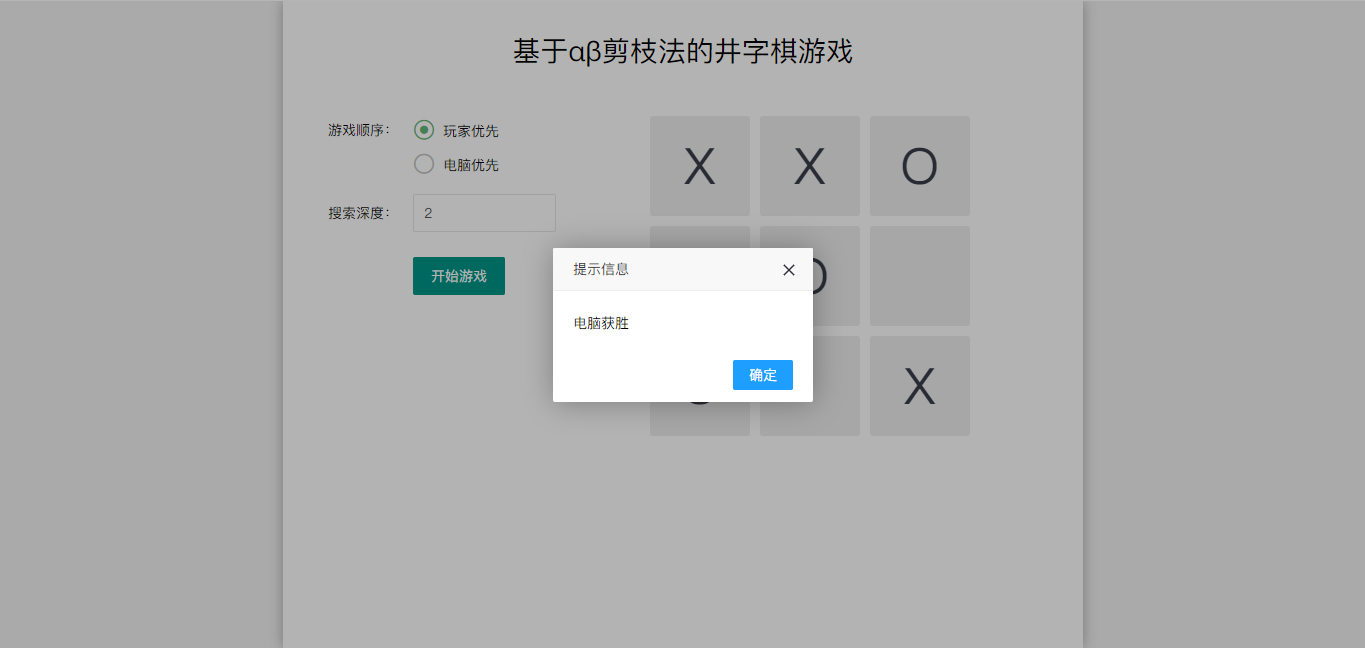 基于αβ剪枝法的井字棋游戏
游戏顺序：
玩家优先
电脑优先
搜索深度：
2
开始游戏
X X O
O
X
提示信息
电脑获胜
确定